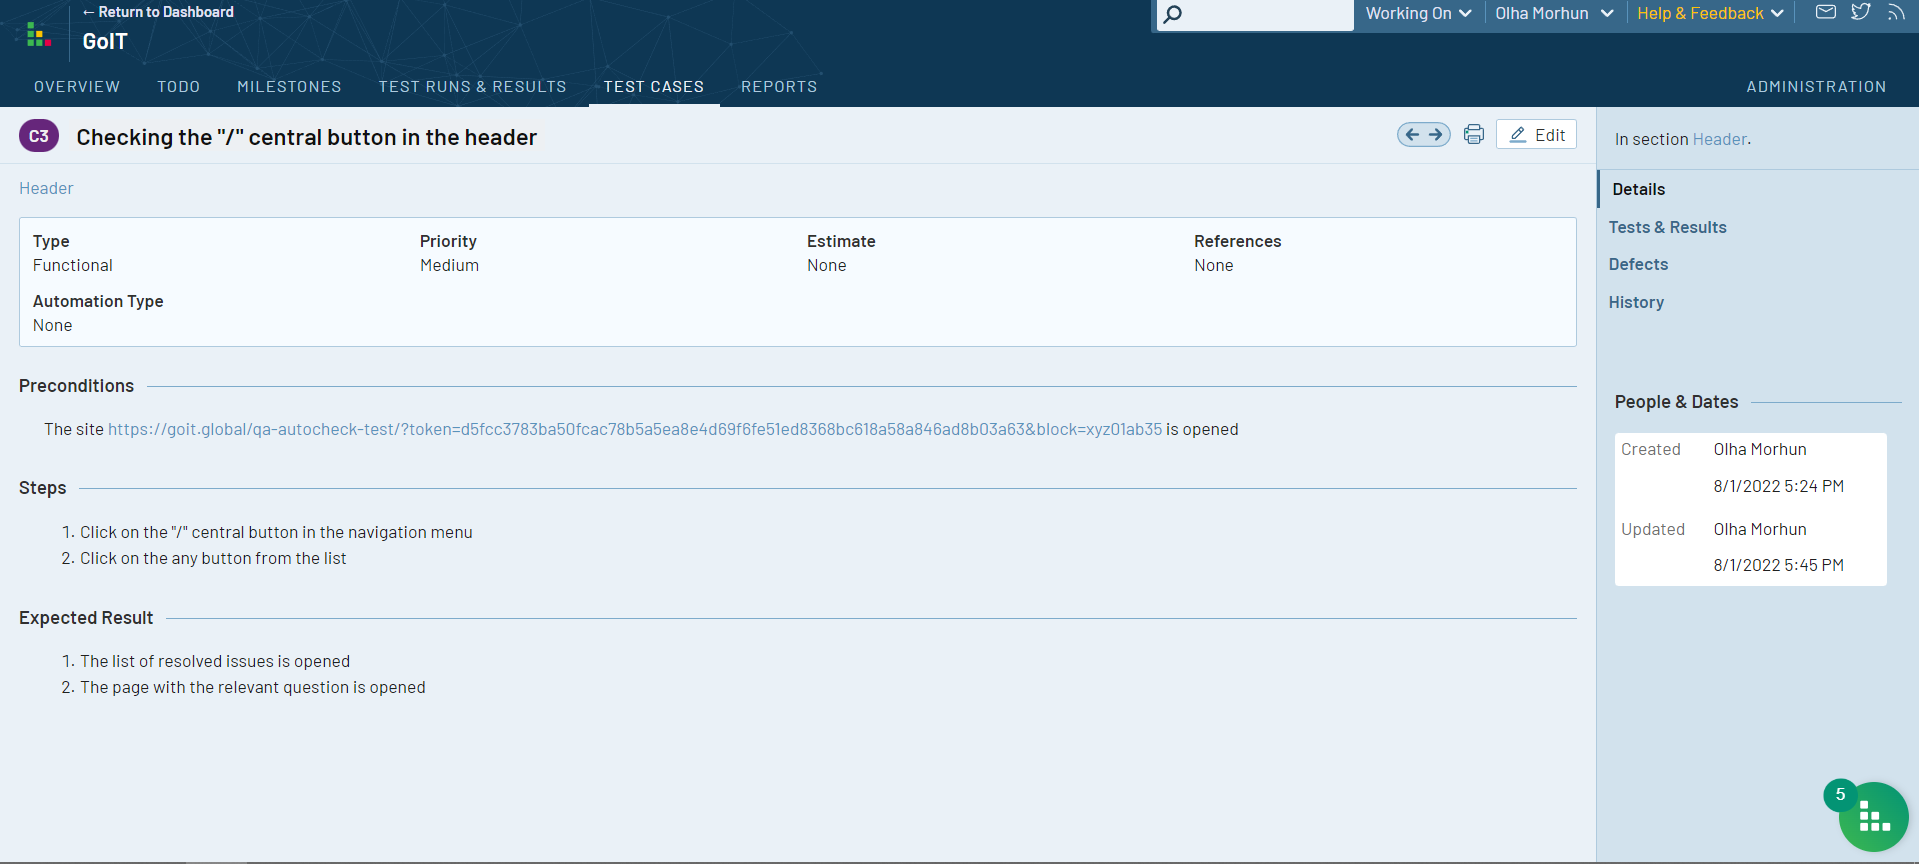 ← Return to Dashboard
GoIT
Working On
Olha Morhun
Help & Feedback
OVERVIEW
TODO
MILESTONES
TEST RUNS & RESULTS
TEST CASES
REPORTS
ADMINISTRATION
C3
Checking the "/" central button in the header
← →
Edit
Header
Type
Functional
Priority
Medium
Estimate
None
References
None
Automation Type
None
Preconditions
The site https://goit.global/qa-autocheck-test/?token=d5fcc3783ba50fcac78b5a5ea8e4d69f6fe51ed8368bc618a58a846ad8b03a63&block=xyz01ab35 is opened
Steps
1. Click on the "/" central button in the navigation menu
2. Click on the any button from the list
Expected Result
1. The list of resolved issues is opened
2. The page with the relevant question is opened
In section Header.
Details
Tests & Results
Defects
History
People & Dates
Created
Olha Morhun
8/1/2022 5:24 PM
Updated
Olha Morhun
8/1/2022 5:45 PM
5